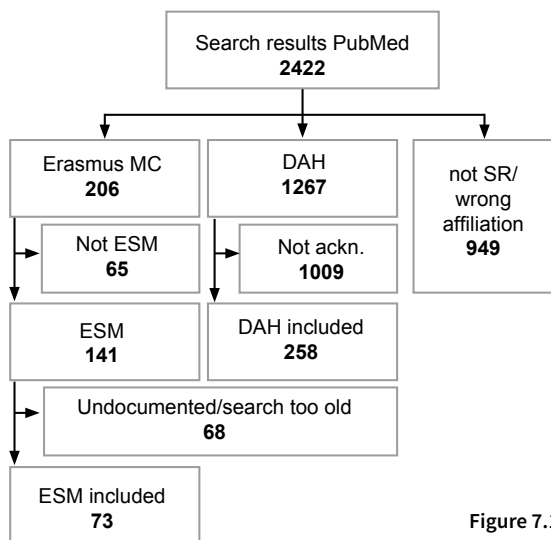 Search results PubMed
2422
Erasmus MC
206
DAH
1267
not SR/
wrong
affiliation
949
Not ESM
65
Not ackn.
1009
ESM
141
DAH included
258
Undocumented/search too old
68
ESM included
73
Figure 7.